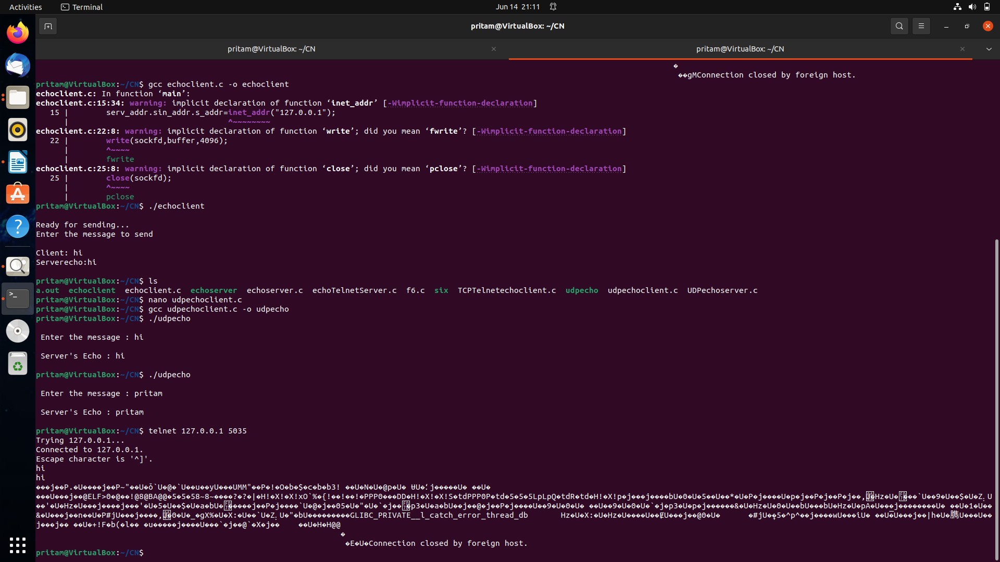 Activities
Terminal
Jun 14 21:11
pritam@VirtualBox: ~/CN
pritam@VirtualBox: ~/CN
pritam@VirtualBox: ~/CN
�
��gMConnection closed by foreign host.
pritam@VirtualBox:~/CN$ gcc echoclient.c -o echoclient
echoclient.c: In function ‘main’:
echoclient.c:15:34: warning: implicit declaration of function ‘inet_addr’ [-Wimplicit-function-declaration]
15 | serv_addr.sin_addr.s_addr=inet_addr("127.0.0.1");
| ^~~~~~~~~
echoclient.c:22:8: warning: implicit declaration of function ‘write’; did you mean ‘fwrite’? [-Wimplicit-function-declaration]
22 | write(sockfd,buffer,4096);
| ^~~~~
| fwrite
echoclient.c:25:8: warning: implicit declaration of function ‘close’; did you mean ‘pclose’? [-Wimplicit-function-declaration]
25 | close(sockfd);
| ^~~~~
| pclose
pritam@VirtualBox:~/CN$ ./echoclient
Ready for sending...
Enter the message to send
Client: hi
Serverecho:hi
pritam@VirtualBox:~/CN$ ls
a.out echoclient echoclient.c echoserver echoserver.c echoTelnetServer.c f6.c six TCPTelnetechoclient.c udpecho udpechoclient.c UDPechoserver.c
pritam@VirtualBox:~/CN$ nano udpechoclient.c
pritam@VirtualBox:~/CN$ gcc udpechoclient.c -o udpecho
pritam@VirtualBox:~/CN$ ./udpecho
Enter the message : hi
Server's Echo : hi
pritam@VirtualBox:~/CN$ ./udpecho
Enter the message : pritam
Server's Echo : pritam
pritam@VirtualBox:~/CN$ telnet 127.0.0.1 5035
Trying 127.0.0.1...
Connected to 127.0.0.1.
Escape character is '^]'.
hi
hi
GLIBC_PRIVATE__l_catch_error_thread_db
�
�E�U�Connection closed by foreign host.
pritam@VirtualBox:~/CN$